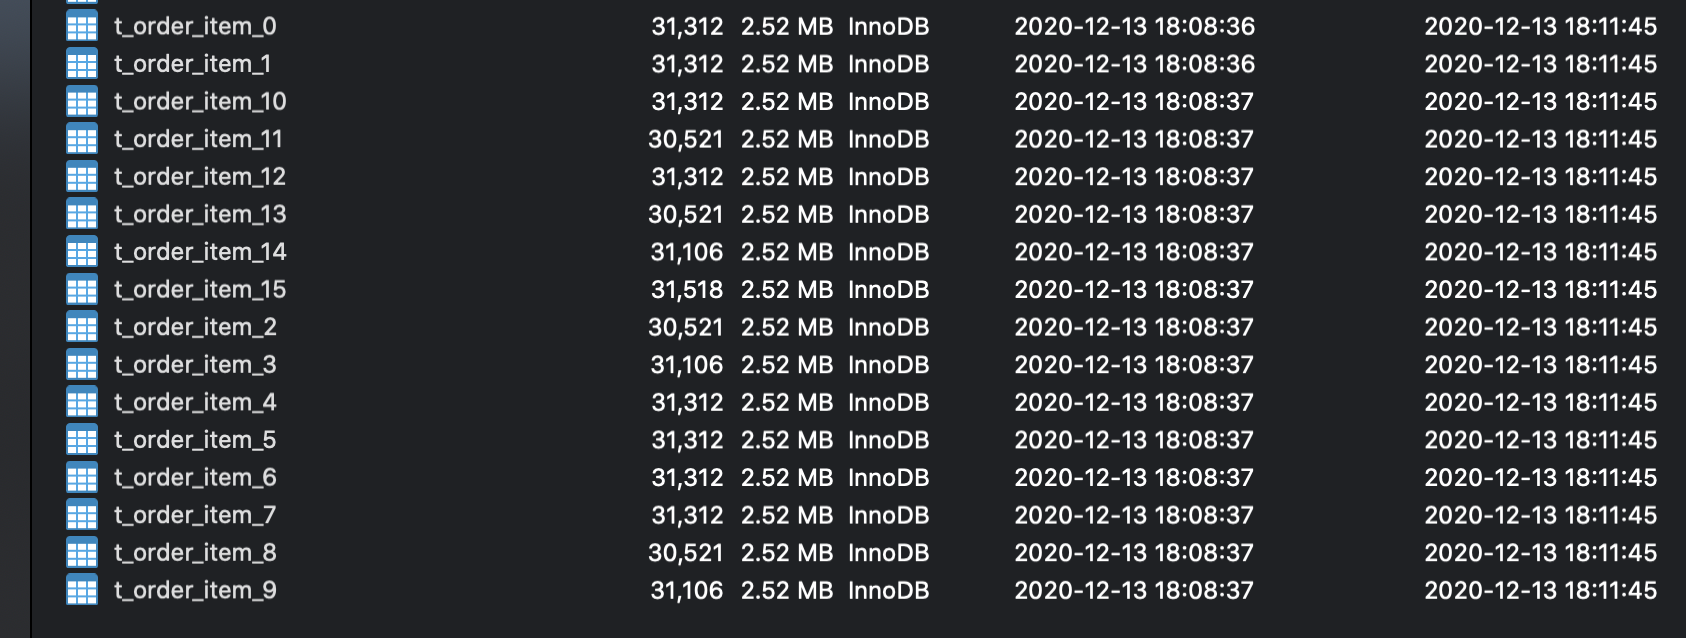 t_order_item_0 31,312 2.52 MB InnoDB 2020-12-13 18:08:36 2020-12-13 18:11:45
t_order_item_1 31,312 2.52 MB InnoDB 2020-12-13 18:08:36 2020-12-13 18:11:45
t_order_item_10 31,312 2.52 MB InnoDB 2020-12-13 18:08:37 2020-12-13 18:11:45
t_order_item_11 30,521 2.52 MB InnoDB 2020-12-13 18:08:37 2020-12-13 18:11:45
t_order_item_12 31,312 2.52 MB InnoDB 2020-12-13 18:08:37 2020-12-13 18:11:45
t_order_item_13 30,521 2.52 MB InnoDB 2020-12-13 18:08:37 2020-12-13 18:11:45
t_order_item_14 31,106 2.52 MB InnoDB 2020-12-13 18:08:37 2020-12-13 18:11:45
t_order_item_15 31,518 2.52 MB InnoDB 2020-12-13 18:08:37 2020-12-13 18:11:45
t_order_item_2 30,521 2.52 MB InnoDB 2020-12-13 18:08:37 2020-12-13 18:11:45
t_order_item_3 31,106 2.52 MB InnoDB 2020-12-13 18:08:37 2020-12-13 18:11:45
t_order_item_4 31,312 2.52 MB InnoDB 2020-12-13 18:08:37 2020-12-13 18:11:45
t_order_item_5 31,312 2.52 MB InnoDB 2020-12-13 18:08:37 2020-12-13 18:11:45
t_order_item_6 31,312 2.52 MB InnoDB 2020-12-13 18:08:37 2020-12-13 18:11:45
t_order_item_7 31,312 2.52 MB InnoDB 2020-12-13 18:08:37 2020-12-13 18:11:45
t_order_item_8 30,521 2.52 MB InnoDB 2020-12-13 18:08:37 2020-12-13 18:11:45
t_order_item_9 31,106 2.52 MB InnoDB 2020-12-13 18:08:37 2020-12-13 18:11:45